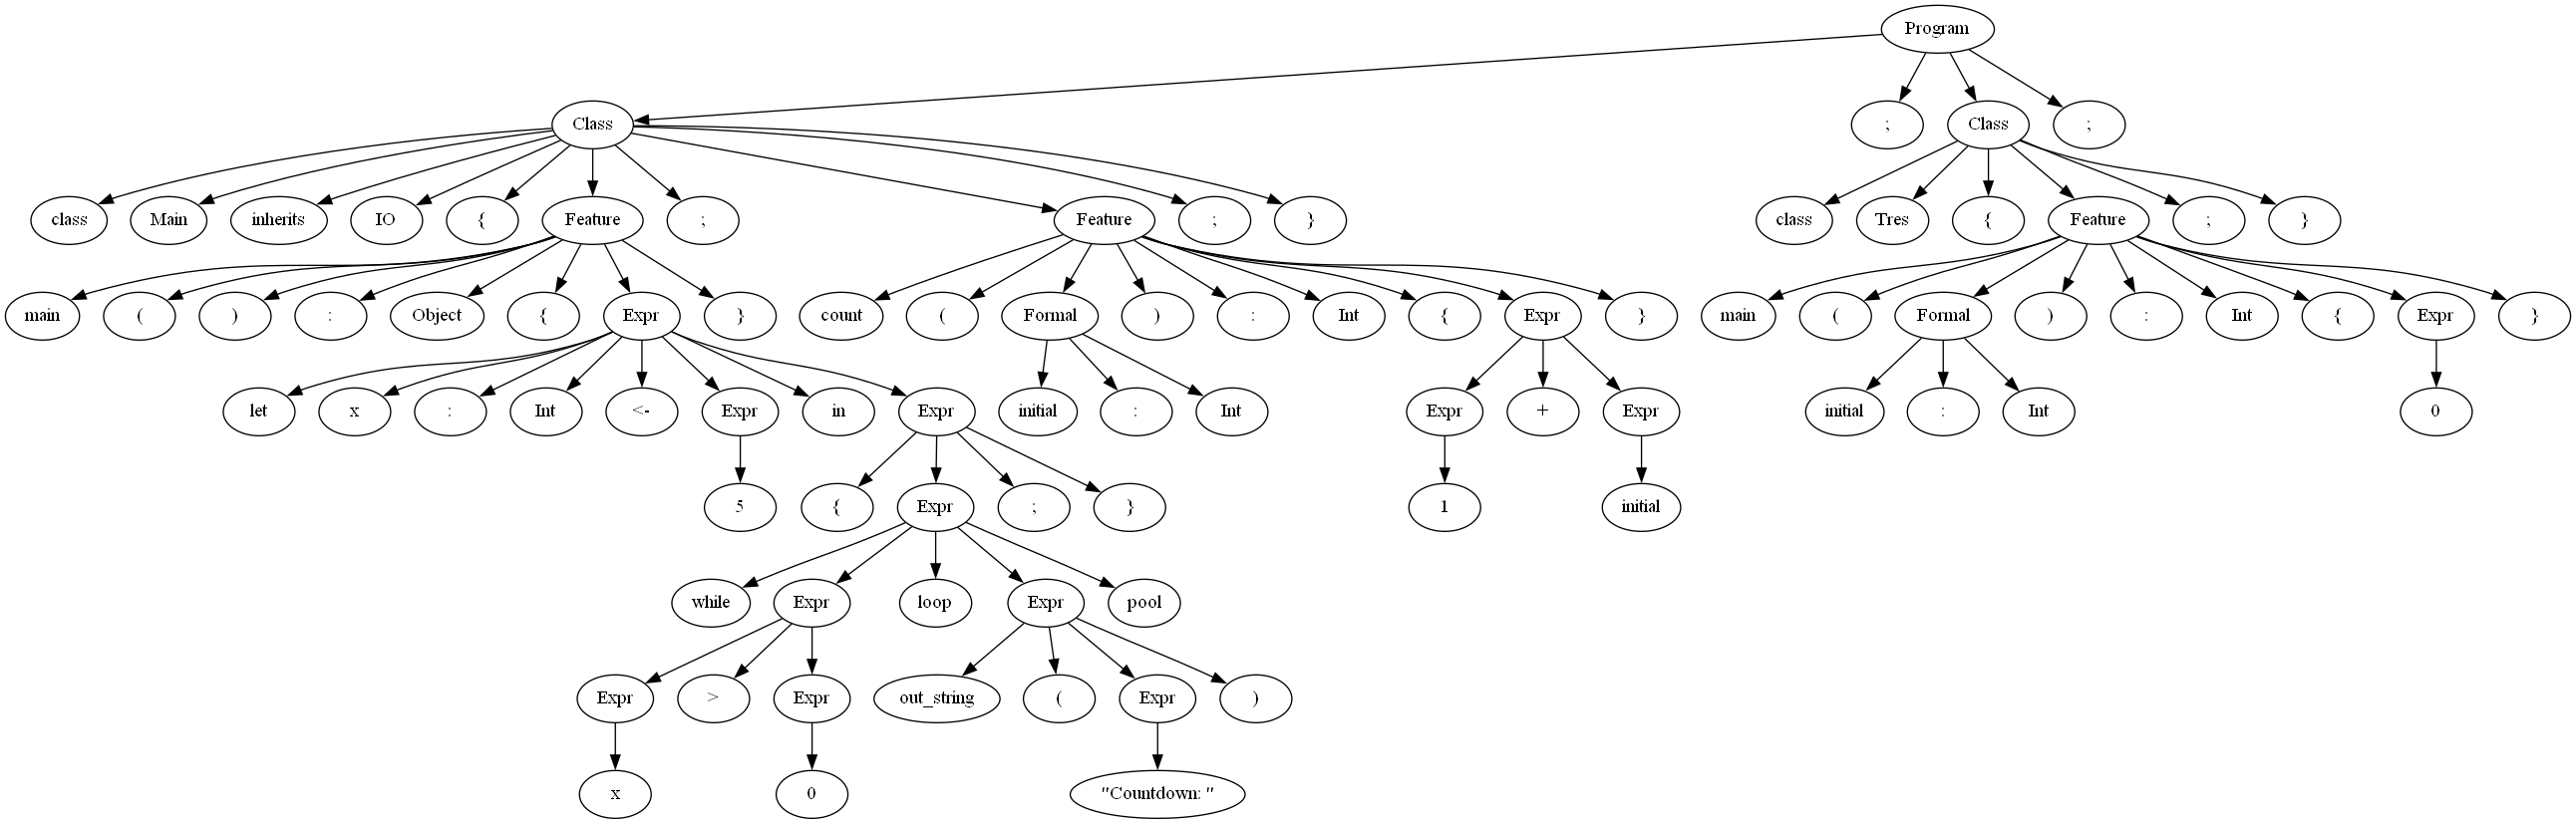 Program
Class ; Class ;
class Main inherits IO { Feature ; Feature ; } class Tres { Feature ; }
main ( ) : Object { Expr } count ( Formal ) : Int { Expr } main ( Formal ) : Int { Expr }
let x : Int <- Expr in Expr initial : Int Expr + Expr initial : Int 0
5 { Expr ; } 1 initial
while Expr loop Expr pool
Expr > Expr out_string ( Expr )
x 0 "Countdown: "